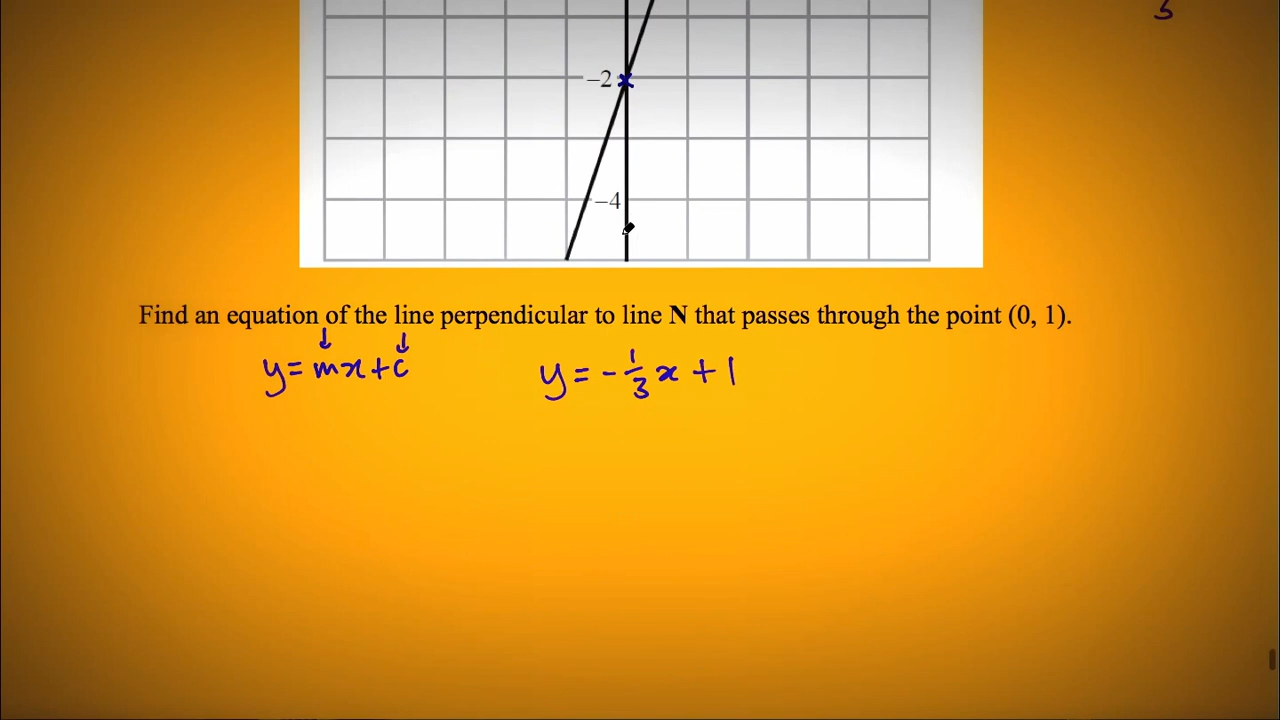 −2
−4
Find an equation of the line perpendicular to line N that passes through the point (0, 1).
y = mx + c
y = - 1/3 x + 1